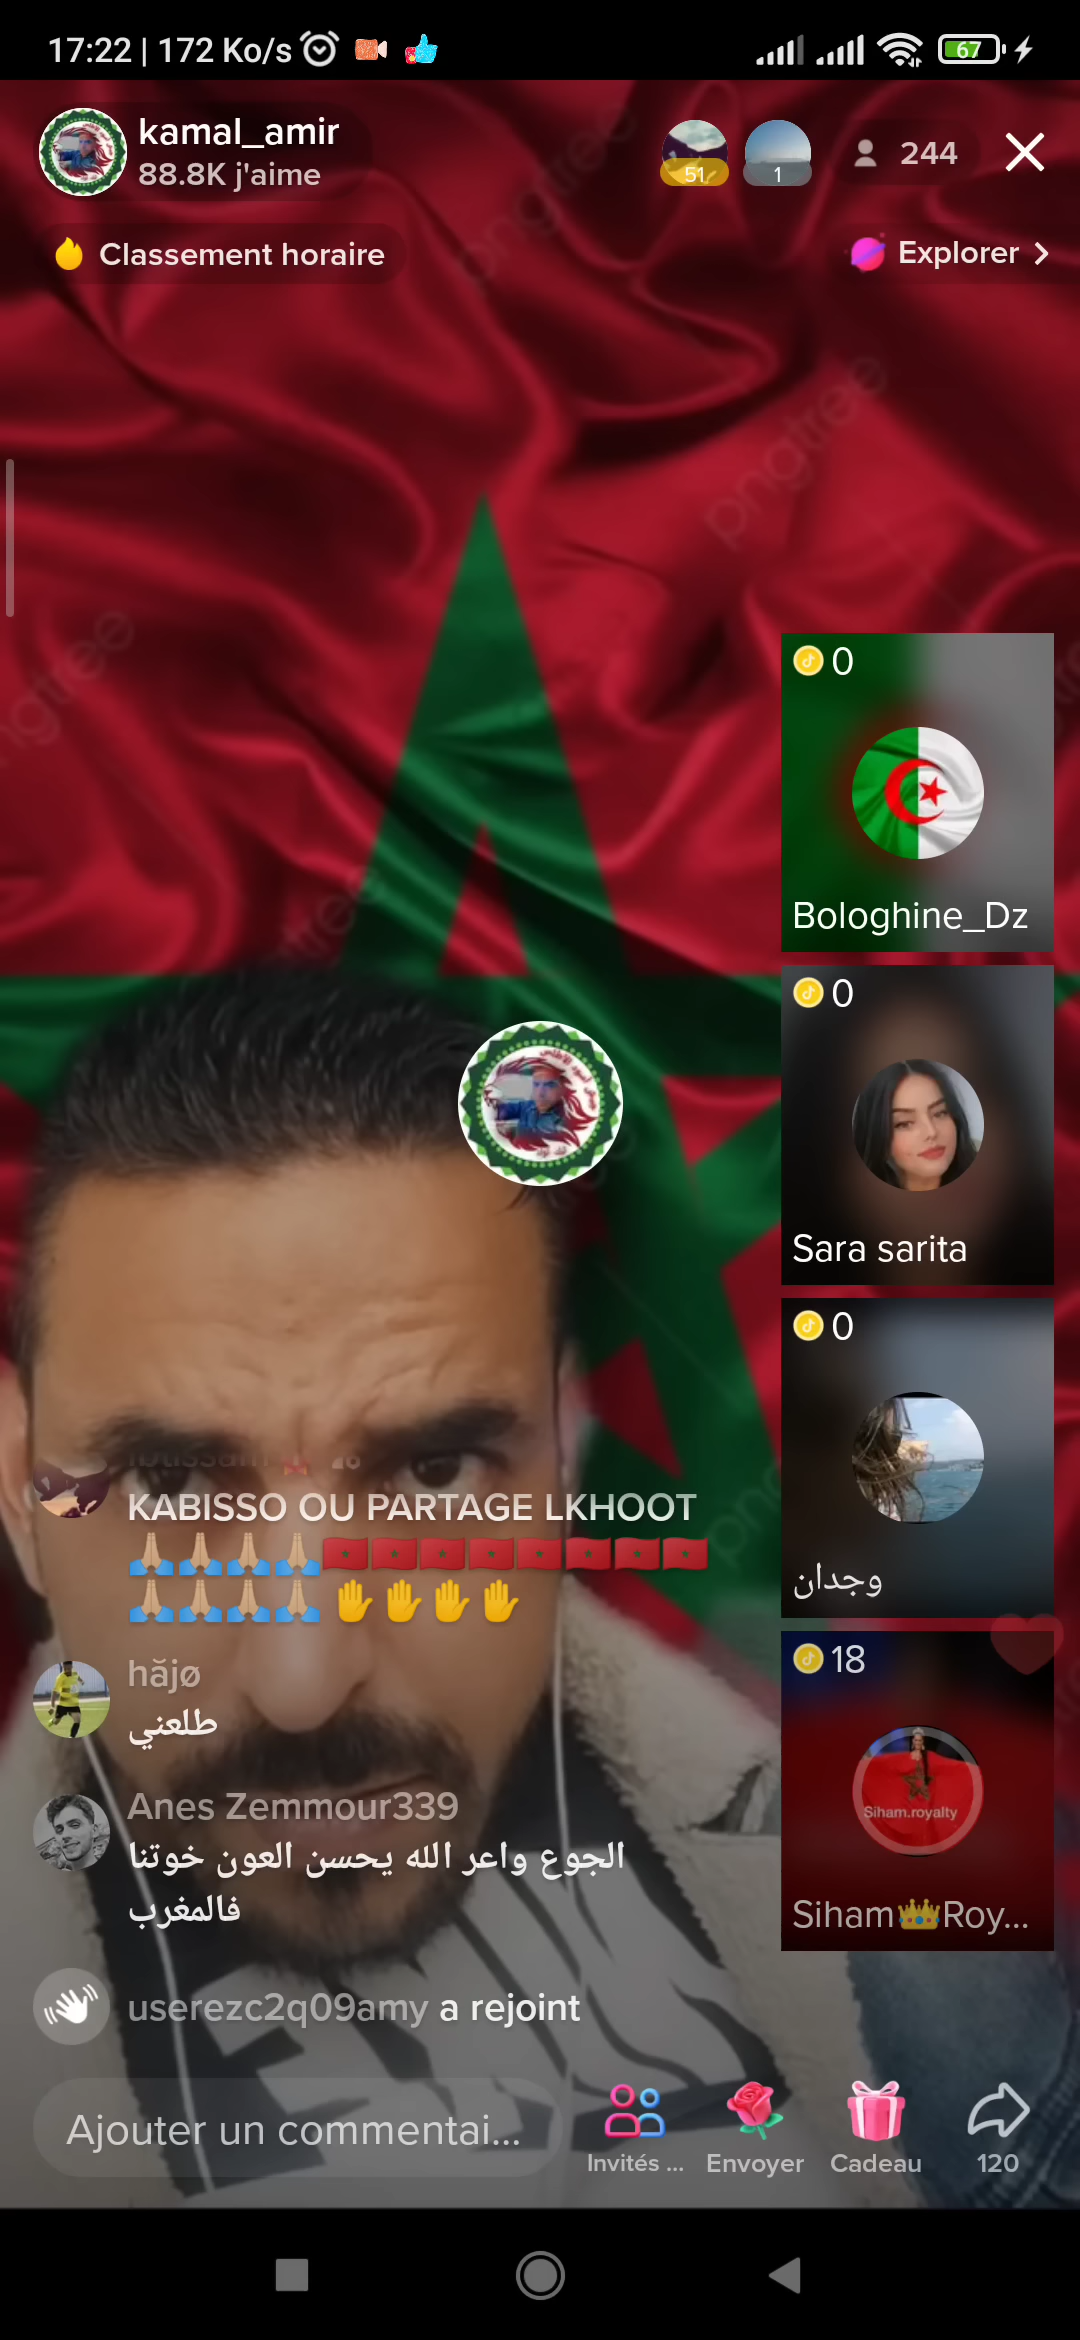 17:22 | 172 Ko/s
67
kamal_amir
88.8K j'aime
51
1
244
Classement horaire
Explorer
pngtree
0
Bologhine_Dz
0
Sara sarita
0
وجدان
18
Siham.royalty
Siham👑Roy...
KABISSO OU PARTAGE LKHOOT
🙏🏼🙏🏼🙏🏼🙏🏼🇲🇦🇲🇦🇲🇦🇲🇦🇲🇦🇲🇦🇲🇦🇲🇦
🙏🏼🙏🏼🙏🏼🙏🏼✋✋✋✋
hăjø
طلعني
Anes Zemmour339
الجوع واعر الله يحسن العون خوتنا
فالمغرب
userezc2q09amy a rejoint
Ajouter un commentai...
Invités ...
Envoyer
Cadeau
120